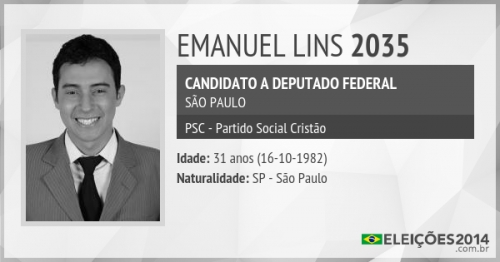 EMANUEL LINS 2035
CANDIDATO A DEPUTADO FEDERAL
SÃO PAULO
PSC - Partido Social Cristão
Idade: 31 anos (16-10-1982)
Naturalidade: SP - São Paulo
ELEIÇÕES2014
.com.br